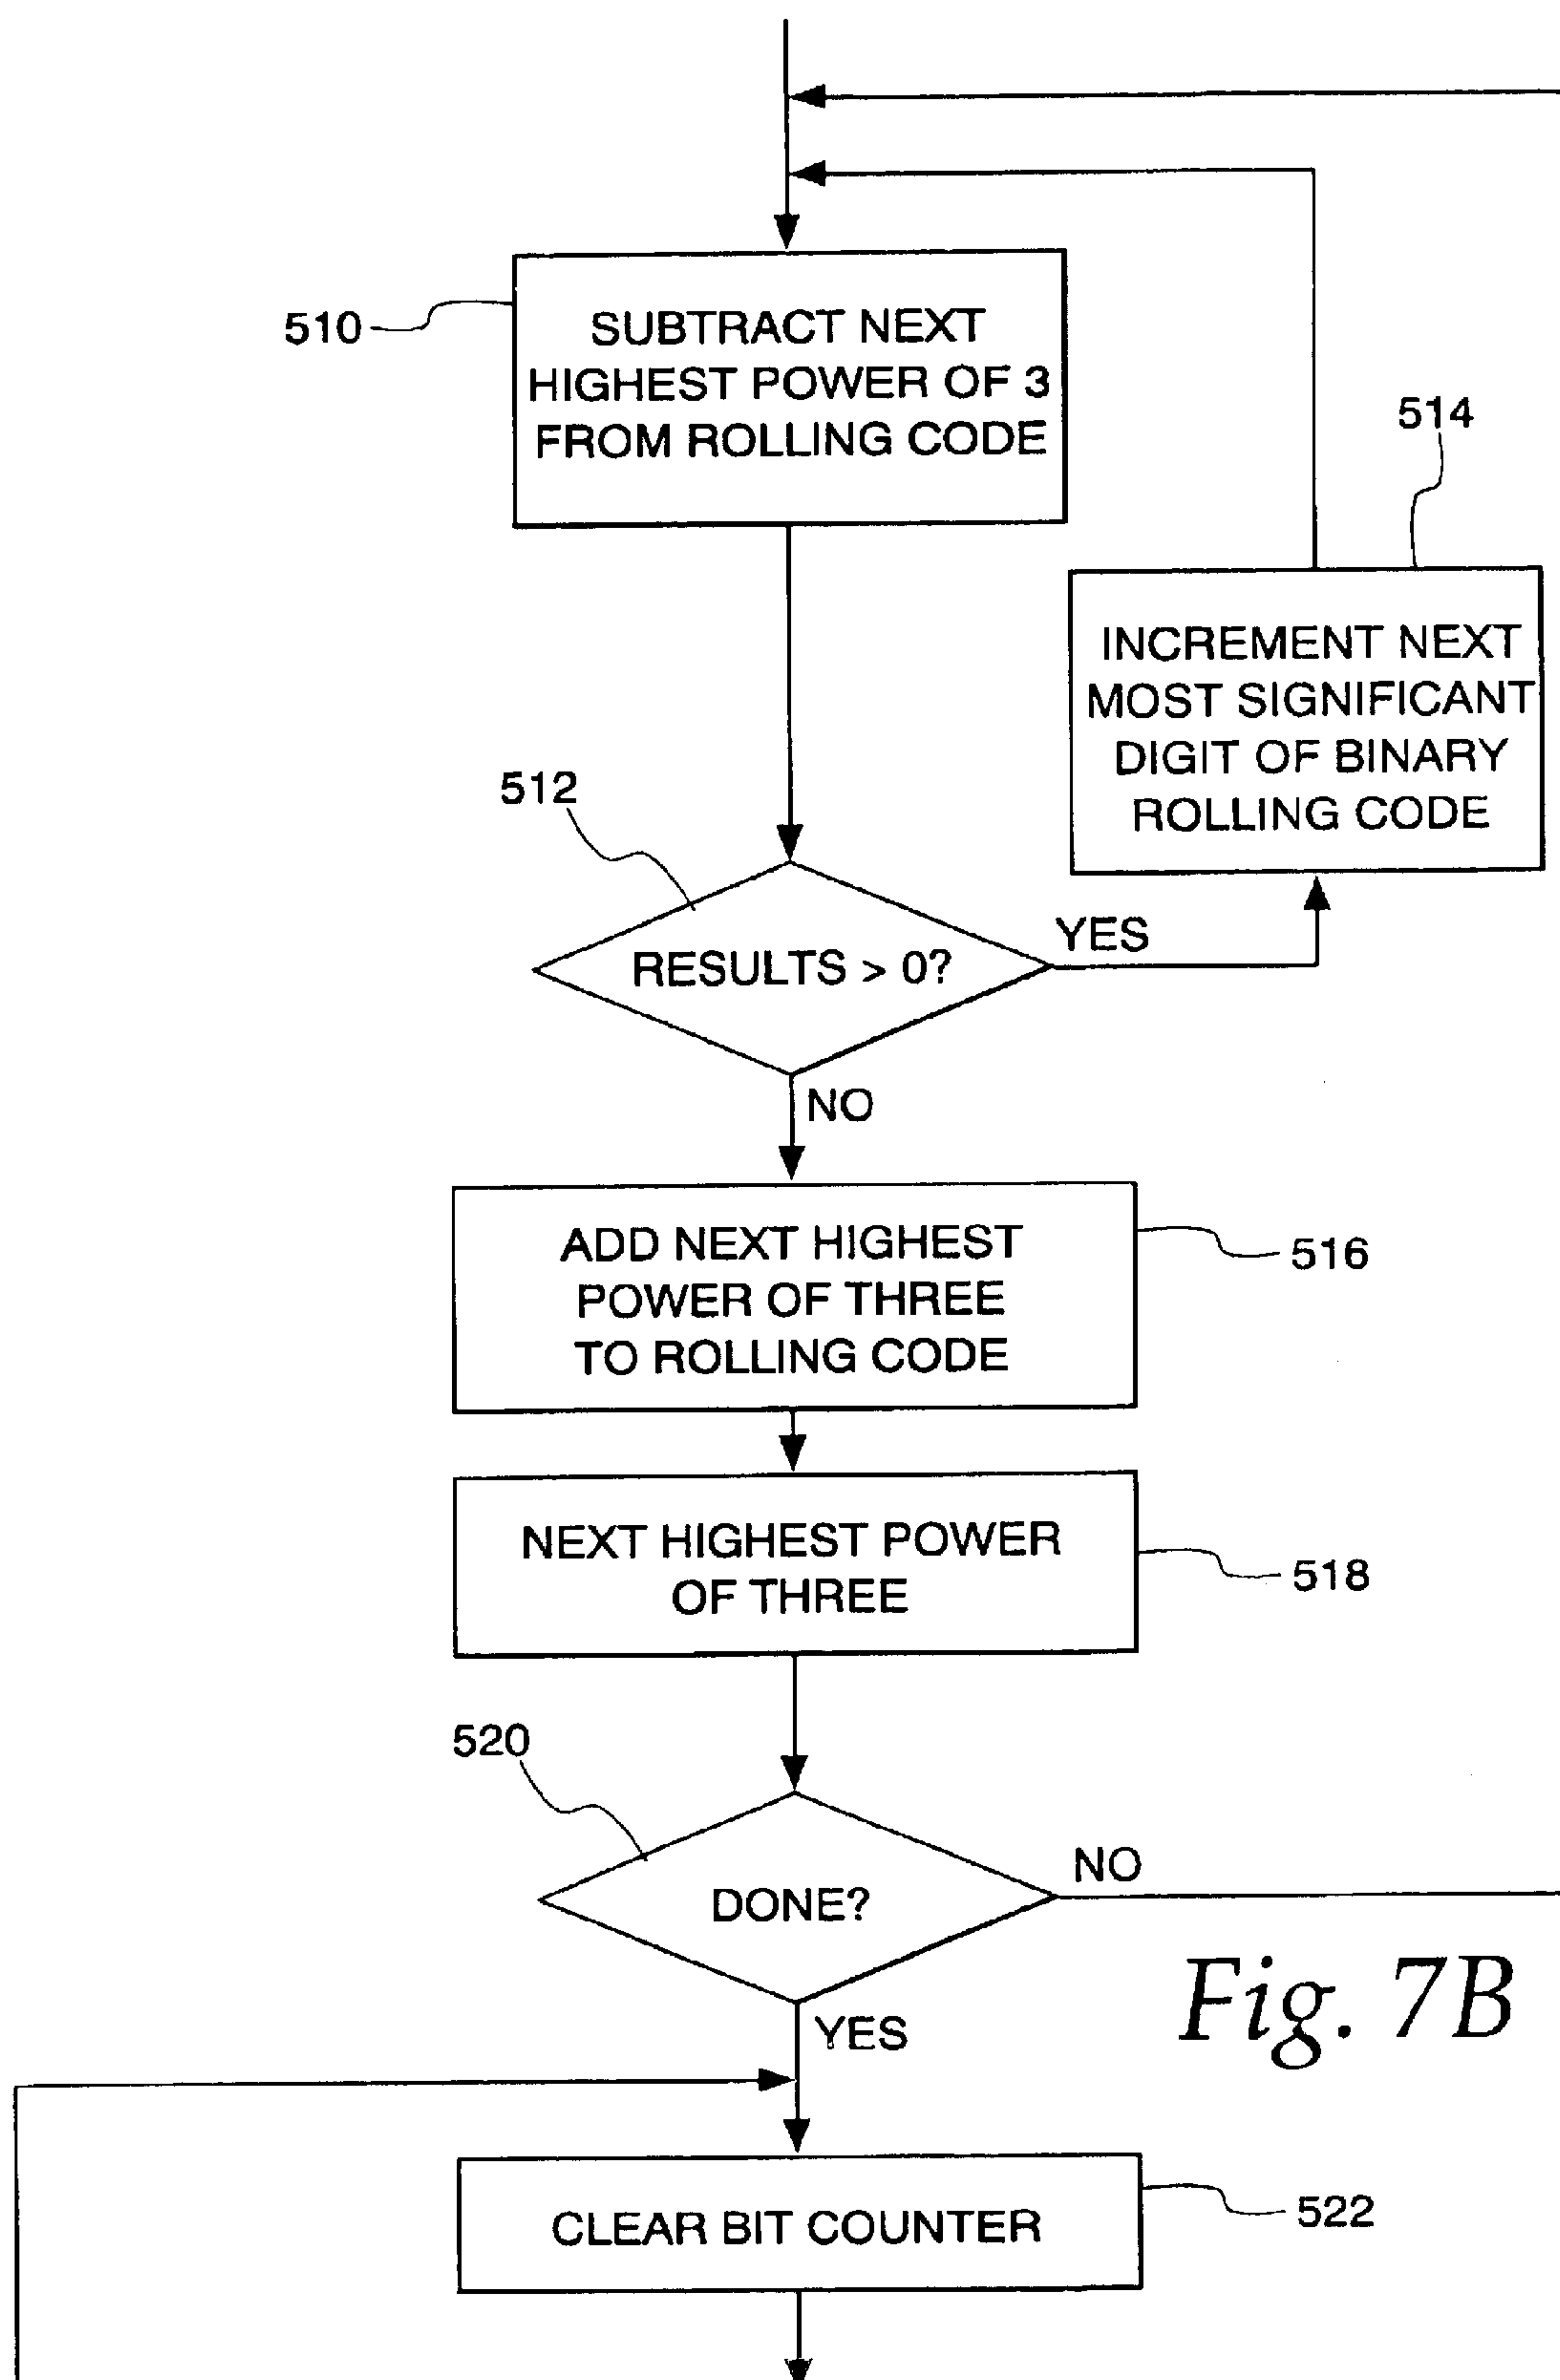 510
SUBTRACT NEXT
HIGHEST POWER OF 3
FROM ROLLING CODE
514
INCREMENT NEXT
MOST SIGNIFICANT
DIGIT OF BINARY
ROLLING CODE
512
RESULTS > 0?
YES
NO
ADD NEXT HIGHEST
POWER OF THREE
TO ROLLING CODE
516
NEXT HIGHEST POWER
OF THREE
518
520
DONE?
NO
YES
Fig. 7B
CLEAR BIT COUNTER
522